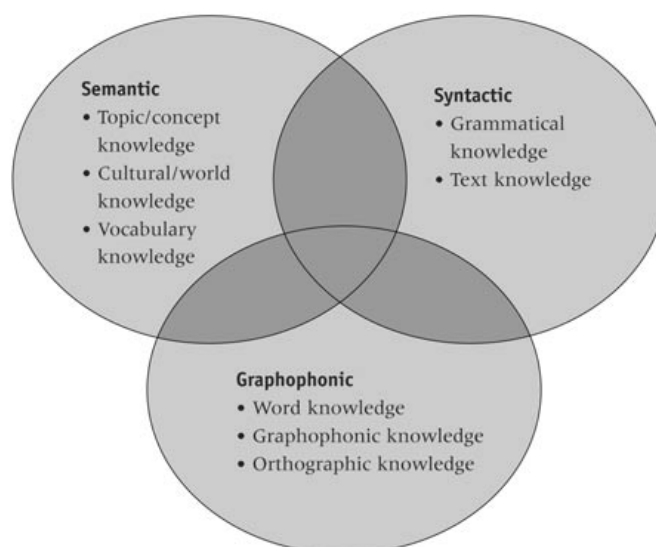 Semantic
• Topic/concept
knowledge
• Cultural/world
knowledge
• Vocabulary
knowledge
Syntactic
• Grammatical
knowledge
• Text knowledge
Graphophonic
• Word knowledge
• Graphophonic knowledge
• Orthographic knowledge